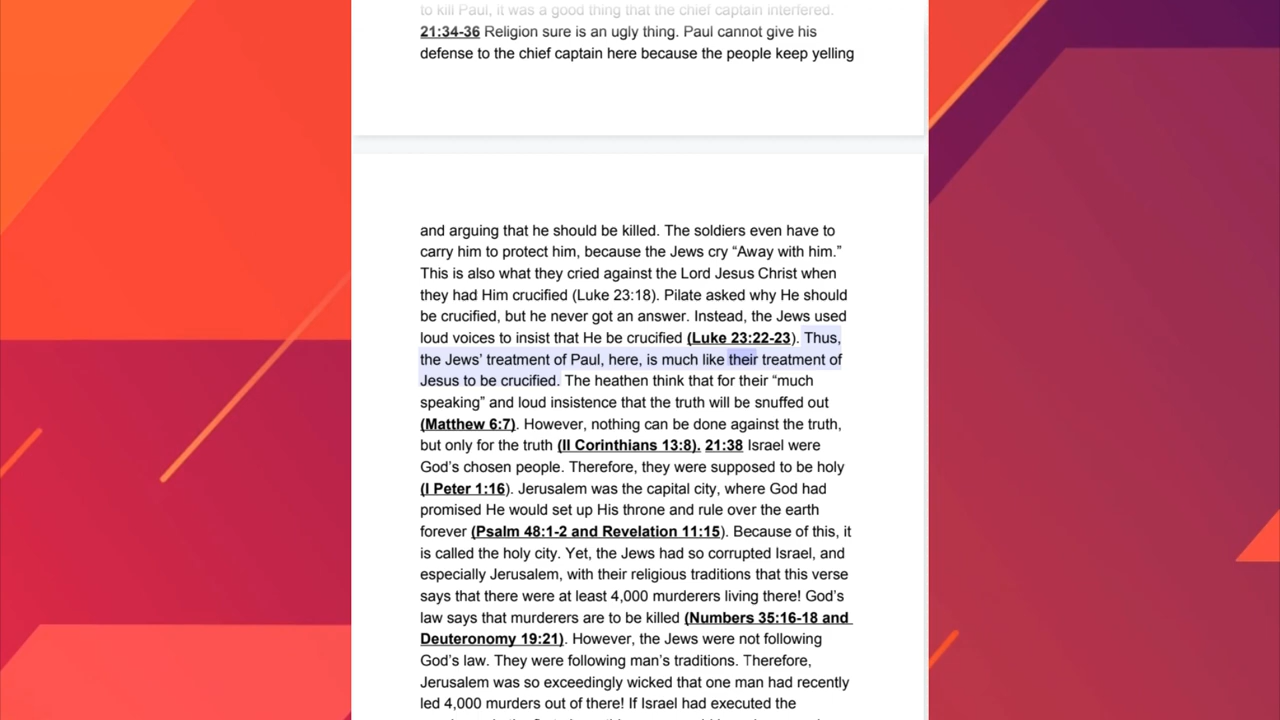 to kill Paul, it was a good thing that the chief captain interfered.
21:34-36 Religion sure is an ugly thing. Paul cannot give his
defense to the chief captain here because the people keep yelling
and arguing that he should be killed. The soldiers even have to
carry him to protect him, because the Jews cry “Away with him.”
This is also what they cried against the Lord Jesus Christ when
they had Him crucified (Luke 23:18). Pilate asked why He should
be crucified, but he never got an answer. Instead, the Jews used
loud voices to insist that He be crucified (Luke 23:22-23). Thus,
the Jews’ treatment of Paul, here, is much like their treatment of
Jesus to be crucified. The heathen think that for their “much
speaking” and loud insistence that the truth will be snuffed out
(Matthew 6:7). However, nothing can be done against the truth,
but only for the truth (II Corinthians 13:8). 21:38 Israel were
God’s chosen people. Therefore, they were supposed to be holy
(I Peter 1:16). Jerusalem was the capital city, where God had
promised He would set up His throne and rule over the earth
forever (Psalm 48:1-2 and Revelation 11:15). Because of this, it
is called the holy city. Yet, the Jews had so corrupted Israel, and
especially Jerusalem, with their religious traditions that this verse
says that there were at least 4,000 murderers living there! God’s
law says that murderers are to be killed (Numbers 35:16-18 and
Deuteronomy 19:21). However, the Jews were not following
God’s law. They were following man’s traditions. Therefore,
Jerusalem was so exceedingly wicked that one man had recently
led 4,000 murders out of there! If Israel had executed the